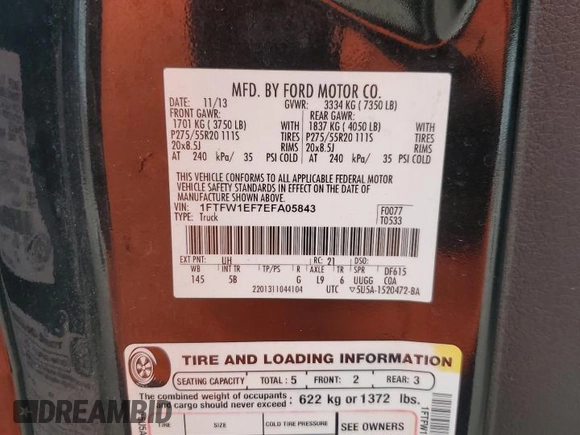 MFD. BY FORD MOTOR CO.
DATE: 11/13 GVWR: 3334 KG ( 7350 LB)
FRONT GAWR: REAR GAWR:
1701 KG ( 3750 LB) WITH 1837 KG ( 4050 LB) WITH
P275/55R20 111S TIRES P275/55R20 111S TIRES
20x8.5J RIMS 20x8.5J RIMS
AT 240 kPa/ 35 PSI COLD AT 240 kPa/ 35 PSI COLD
THIS VEHICLE CONFORMS TO ALL APPLICABLE FEDERAL MOTOR
VEHICLE SAFETY STANDARDS IN EFFECT ON THE DATE OF
MANUFACTURE SHOWN ABOVE.
VIN: 1FTFW1EF7EFA05843 F0077
TYPE: Truck T0533
EXT PNT: UH RC: 21 DSO:
WB INT TR TP/PS R AXLE TR SPR DF615
145 5B G L9 6 UUGG C0A
2201311044104 UTC ▽5U5A-1520472-BA
TIRE AND LOADING INFORMATION
SEATING CAPACITY TOTAL : 5 FRONT: 2 REAR: 3
The combined weight of occupants
and cargo should never exceed: 622 kg or 1372 lbs.
TIRE SIZE COLD TIRE SEE OWNERS
DREAMBID